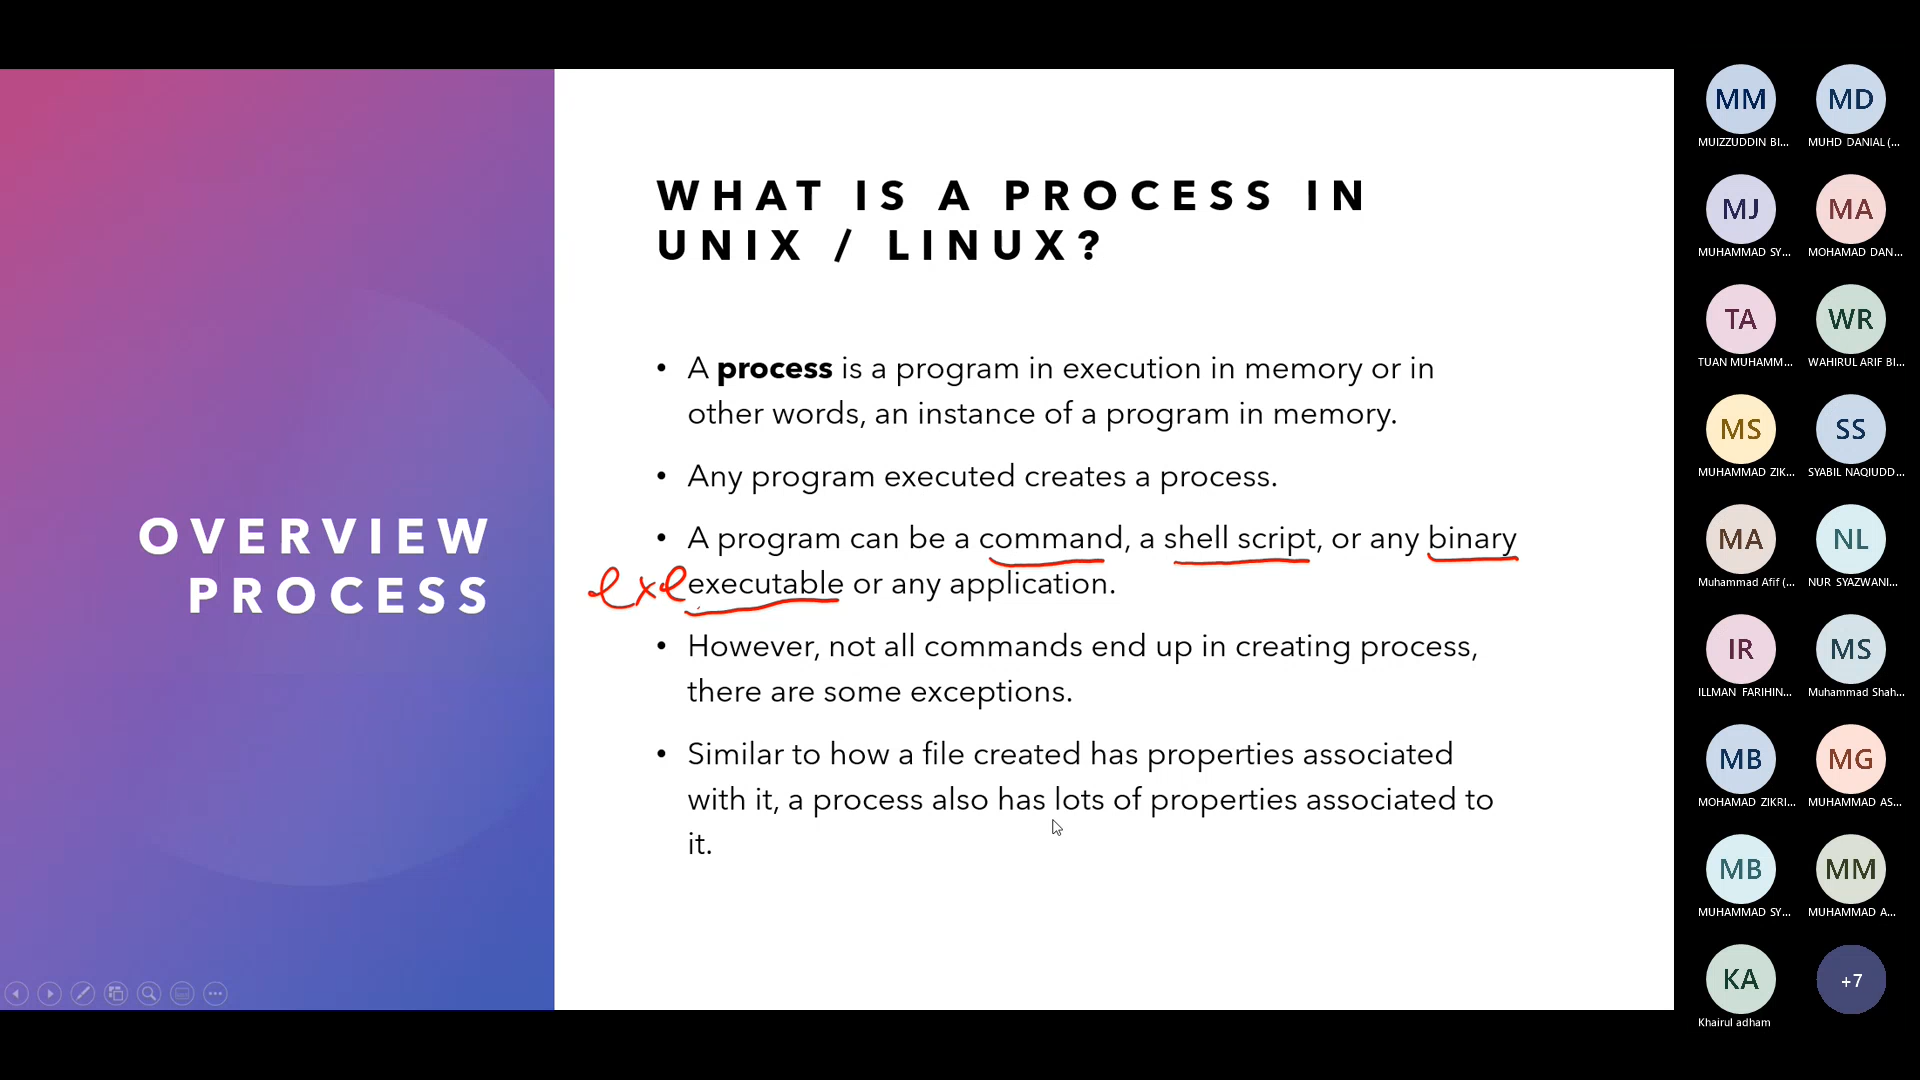 OVERVIEW
PROCESS
WHAT IS A PROCESS IN
UNIX / LINUX?
• A process is a program in execution in memory or in
other words, an instance of a program in memory.
• Any program executed creates a process.
• A program can be a command, a shell script, or any binary
exe
executable or any application.
• However, not all commands end up in creating process,
there are some exceptions.
• Similar to how a file created has properties associated
with it, a process also has lots of properties associated to
it.
MM
MD
MUIZZUDDIN BI...
MUHD DANIAL (...
MJ
MA
MUHAMMAD SY...
MOHAMAD DAN...
TA
WR
TUAN MUHAMM...
WAHIRUL ARIF BI...
MS
SS
MUHAMMAD ZIK...
SYABIL NAQIUDD...
MA
NL
Muhammad Afif (...
NUR SYAZWANI...
IR
MS
ILLMAN FARIHIN...
Muhammad Shah...
MB
MG
MOHAMAD ZIKRI...
MUHAMMAD AS...
MB
MM
MUHAMMAD SY...
MUHAMMAD A...
KA
+7
Khairul adham